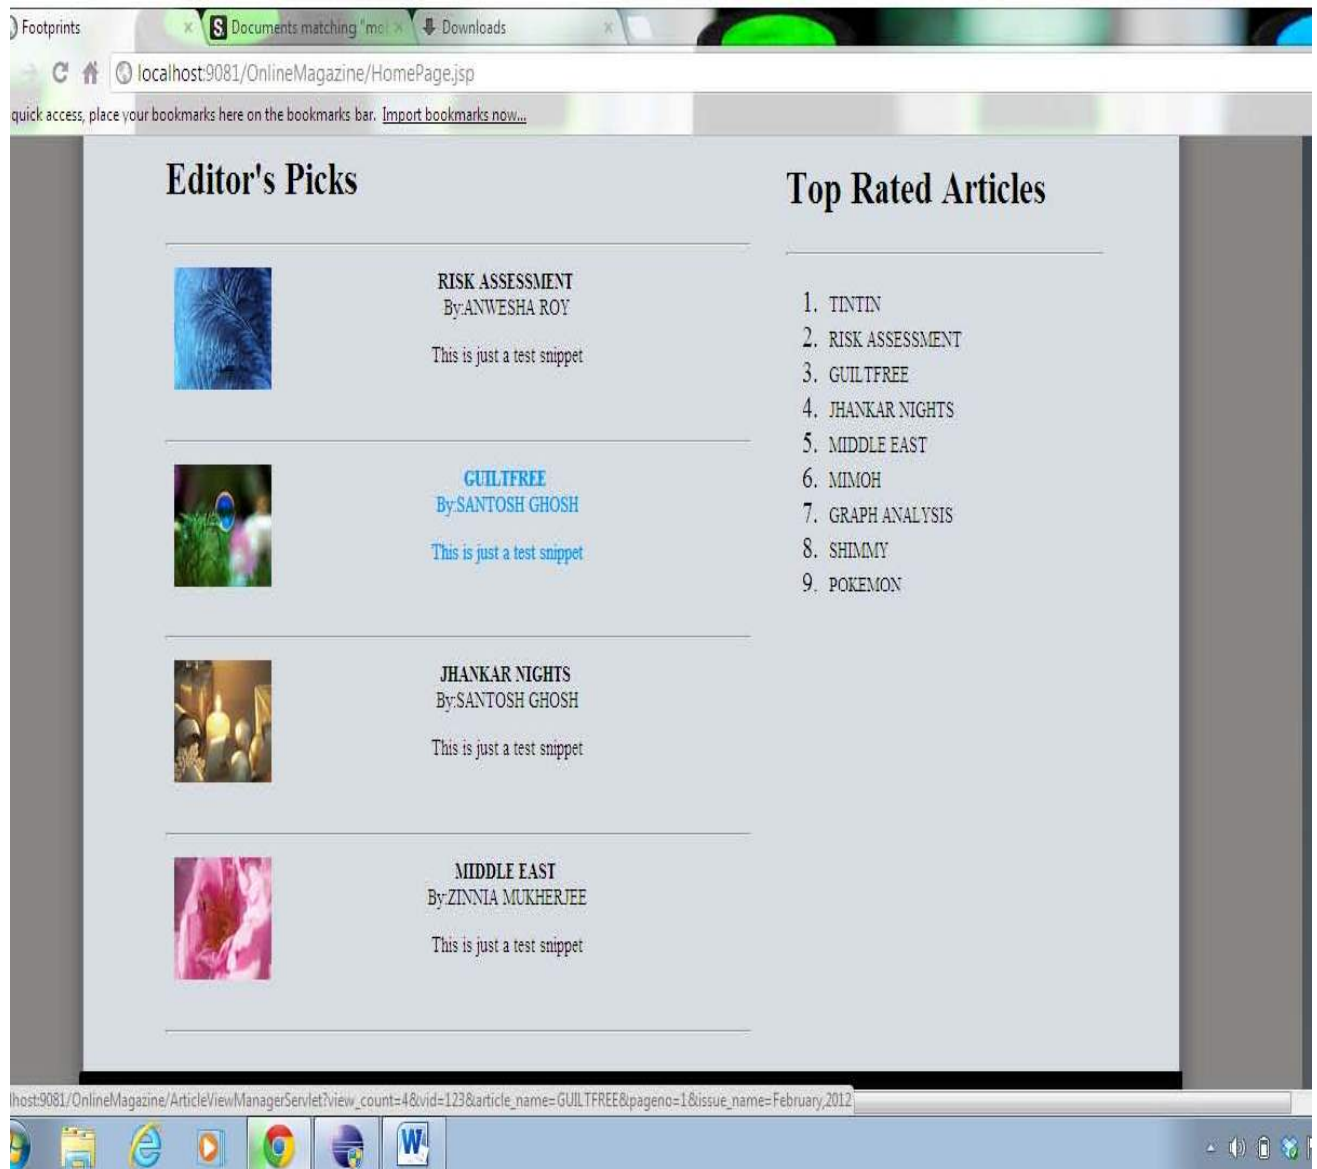 Footprints
Documents matching "mo
Downloads
localhost:9081/OnlineMagazine/HomePage.jsp
quick access, place your bookmarks here on the bookmarks bar. Import bookmarks now...
Editor's Picks
RISK ASSESSMENT
By:ANWESHA ROY
This is just a test snippet
GUILTFREE
By:SANTOSH GHOSH
This is just a test snippet
JHANKAR NIGHTS
By:SANTOSH GHOSH
This is just a test snippet
MIDDLE EAST
By:ZINNIA MUKHERJEE
This is just a test snippet
Top Rated Articles
1. TINTIN
2. RISK ASSESSMENT
3. GUILTFREE
4. JHANKAR NIGHTS
5. MIDDLE EAST
6. MIMOH
7. GRAPH ANALYSIS
8. SHIMMY
9. POKEMON
lhost:9081/OnlineMagazine/ArticleViewManagerServlet?view_count=4&vid=123&article_name=GUILTFREE&pageno=1&issue_name=February,2012